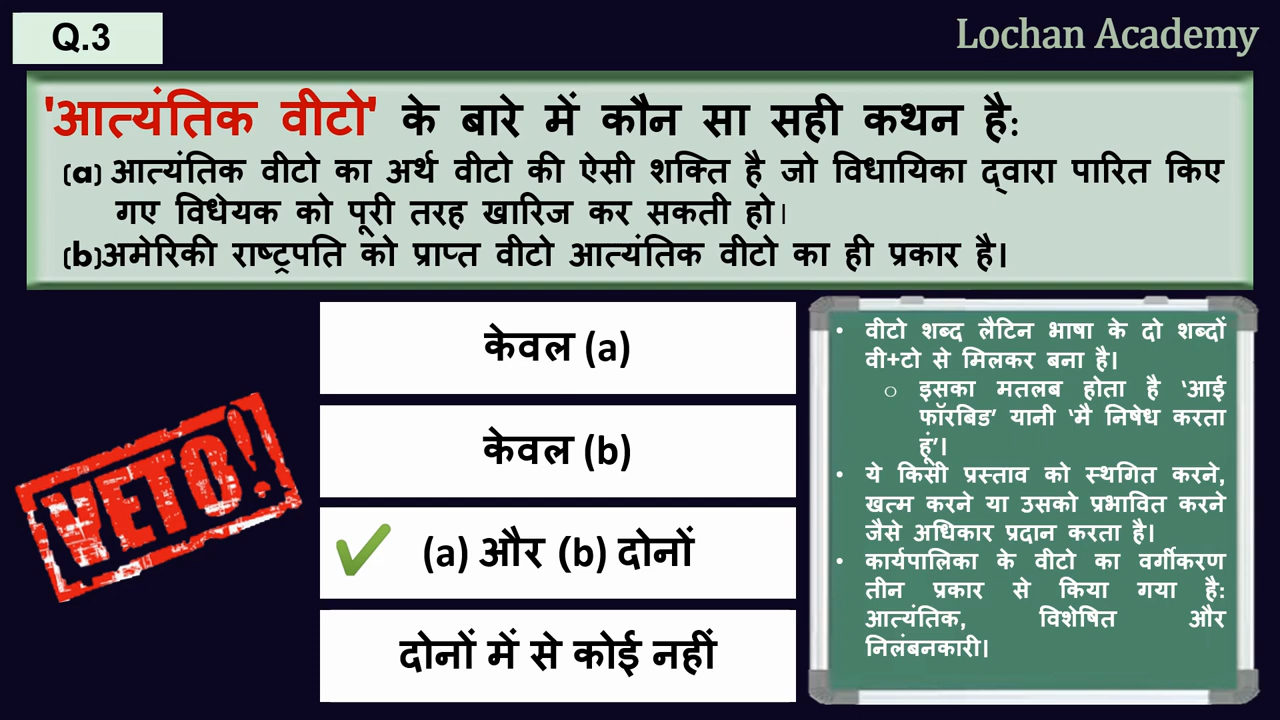 Q.3
Lochan Academy
'आत्यंतिक वीटो' के बारे में कौन सा सही कथन है:
(a) आत्यंतिक वीटो का अर्थ वीटो की ऐसी शक्ति है जो विधायिका द्वारा पारित किए
गए विधेयक को पूरी तरह खारिज कर सकती हो।
(b)अमेरिकी राष्ट्रपति को प्राप्त वीटो आत्यंतिक वीटो का ही प्रकार है।
केवल (a)
केवल (b)
(a) और (b) दोनों
दोनों में से कोई नहीं
VETO!
• वीटो शब्द लैटिन भाषा के दो शब्दों
वी+टो से मिलकर बना है।
o इसका मतलब होता है 'आई
फॉरबिड' यानी 'मै निषेध करता
हूं'।
• ये किसी प्रस्ताव को स्थगित करने,
खत्म करने या उसको प्रभावित करने
जैसे अधिकार प्रदान करता है।
• कार्यपालिका के वीटो का वर्गीकरण
तीन प्रकार से किया गया है:
आत्यंतिक, विशेषित और
निलंबनकारी।